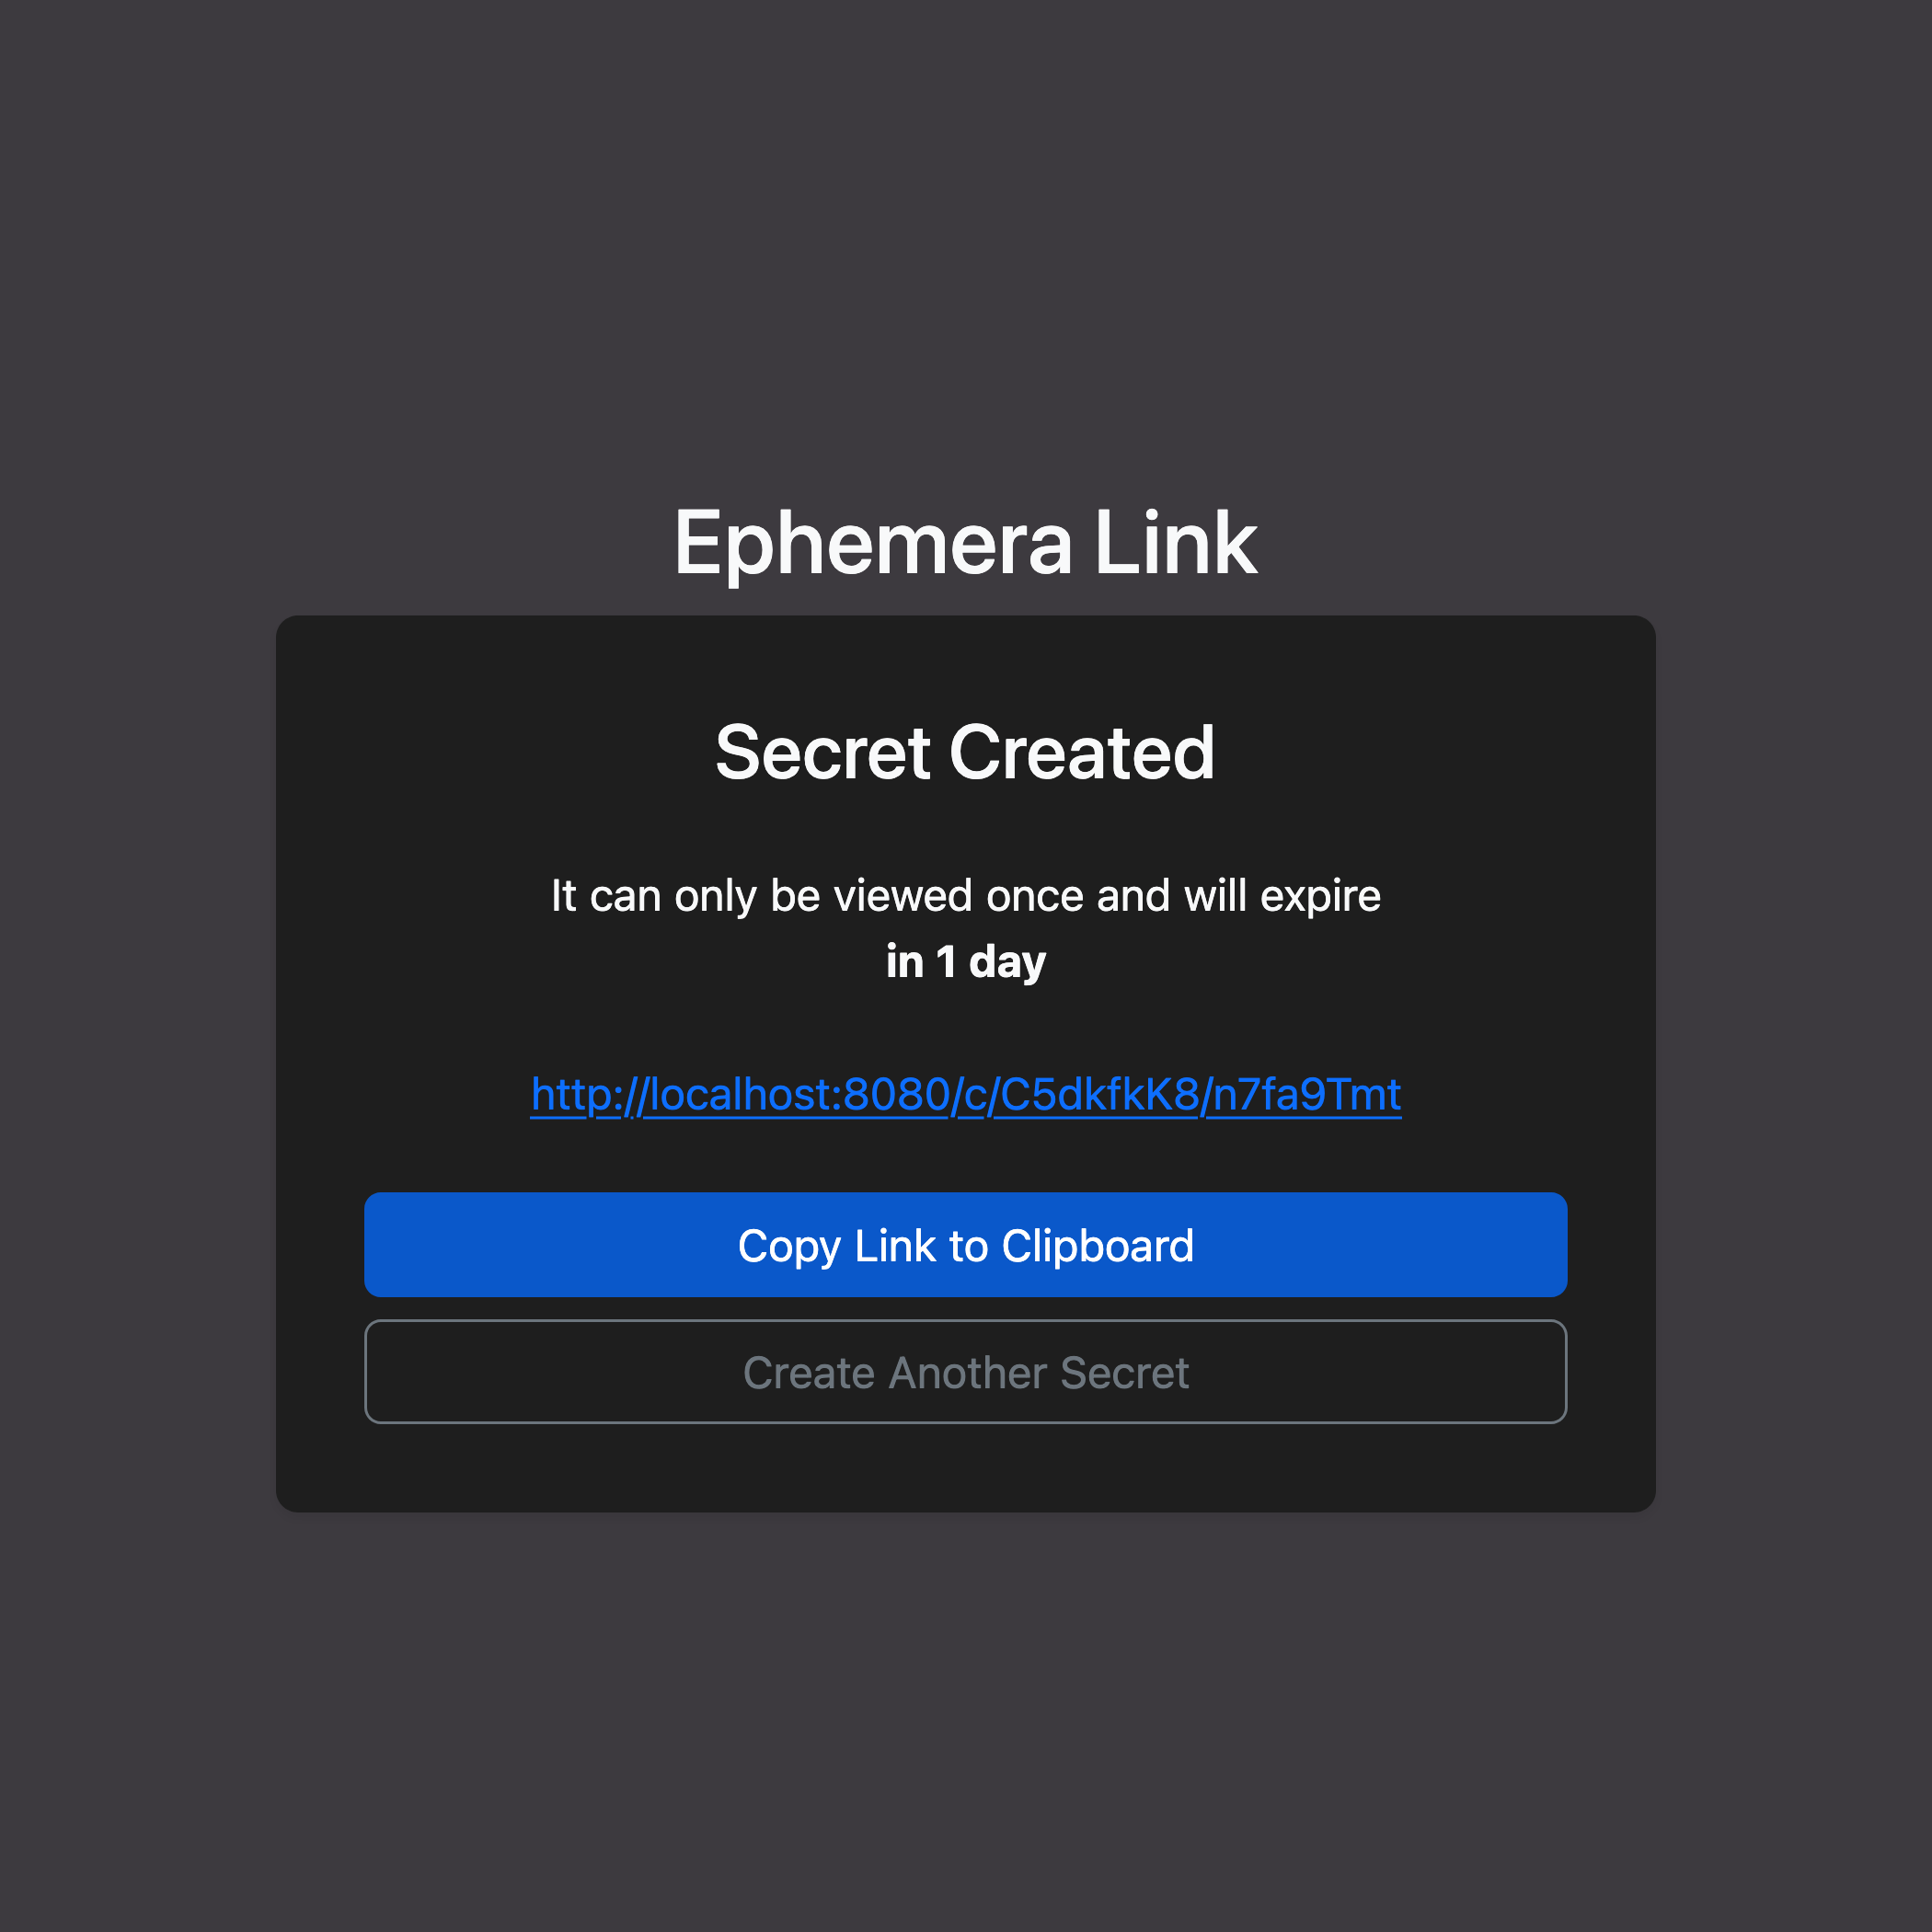 Ephemera Link
Secret Created
It can only be viewed once and will expire
in 1 day
http://localhost:8080/c/C5dkfkK8/n7fa9Tmt
Copy Link to Clipboard
Create Another Secret